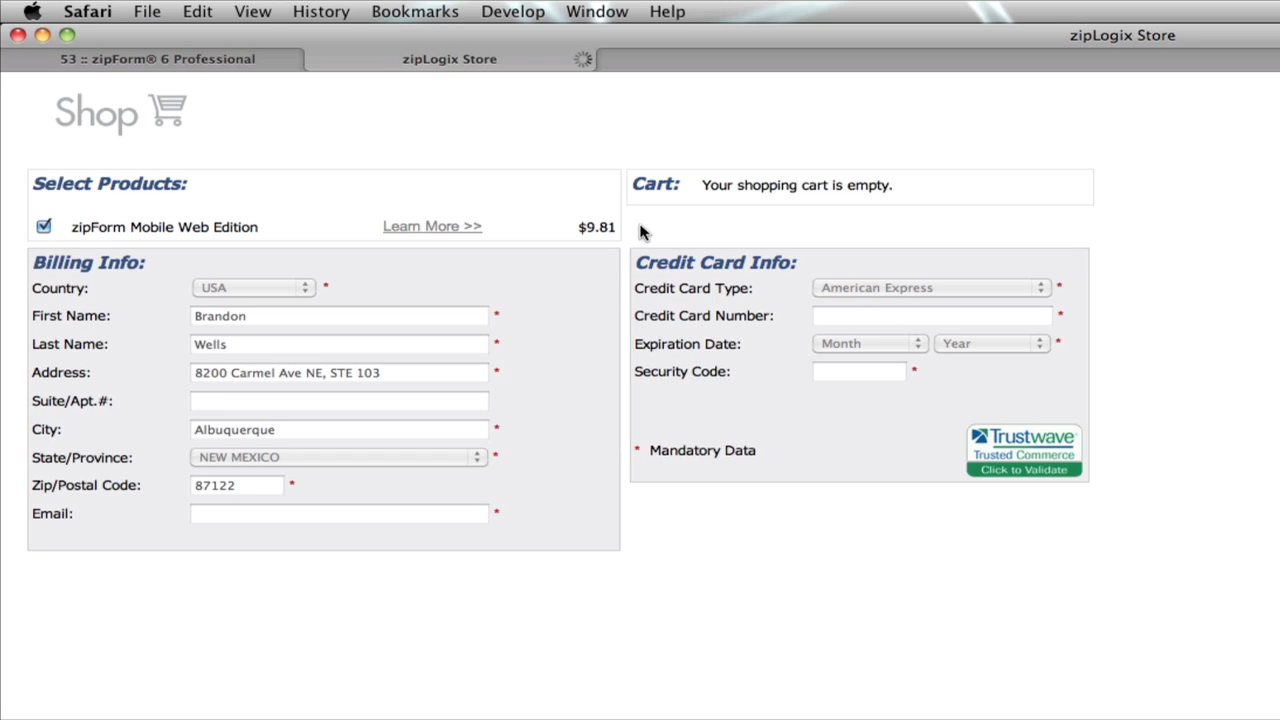 Safari File Edit View History Bookmarks Develop Window Help
zipLogix Store
53 :: zipForm® 6 Professional
zipLogix Store
Shop
Select Products:
zipForm Mobile Web Edition Learn More >> $9.81
Cart: Your shopping cart is empty.
Billing Info:
Country: USA *
First Name: Brandon *
Last Name: Wells *
Address: 8200 Carmel Ave NE, STE 103 *
Suite/Apt.#:
City: Albuquerque *
State/Province: NEW MEXICO *
Zip/Postal Code: 87122 *
Email: *
Credit Card Info:
Credit Card Type: American Express *
Credit Card Number: *
Expiration Date: Month Year *
Security Code: *
* Mandatory Data
Trustwave
Trusted Commerce
Click to Validate